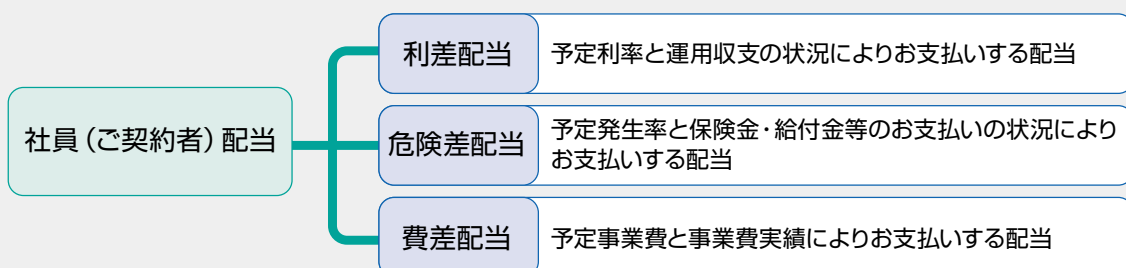 利差配当
予定利率と運用収支の状況によりお支払いする配当
社員（ご契約者）配当
危険差配当
予定発生率と保険金・給付金等のお支払いの状況により
お支払いする配当
費差配当
予定事業費と事業費実績によりお支払いする配当